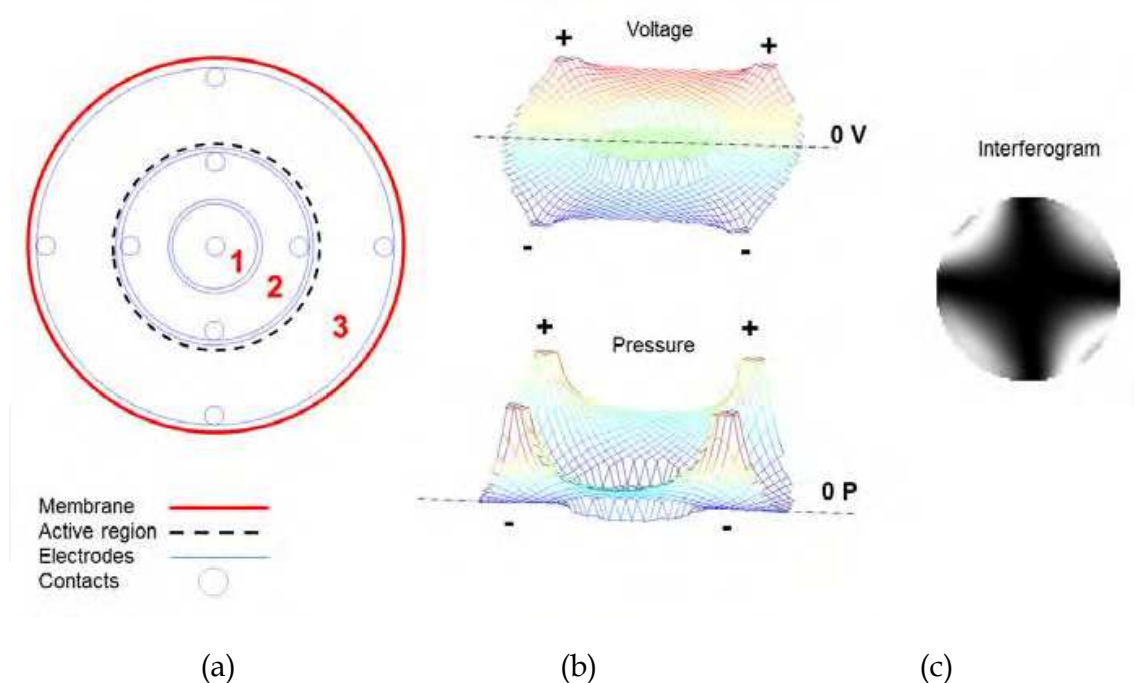 1
2
3
Membrane
Active region
Electrodes
Contacts
+ Voltage +
0 V
- -
+ Pressure +
0 P
- -
Interferogram
(a) (b) (c)